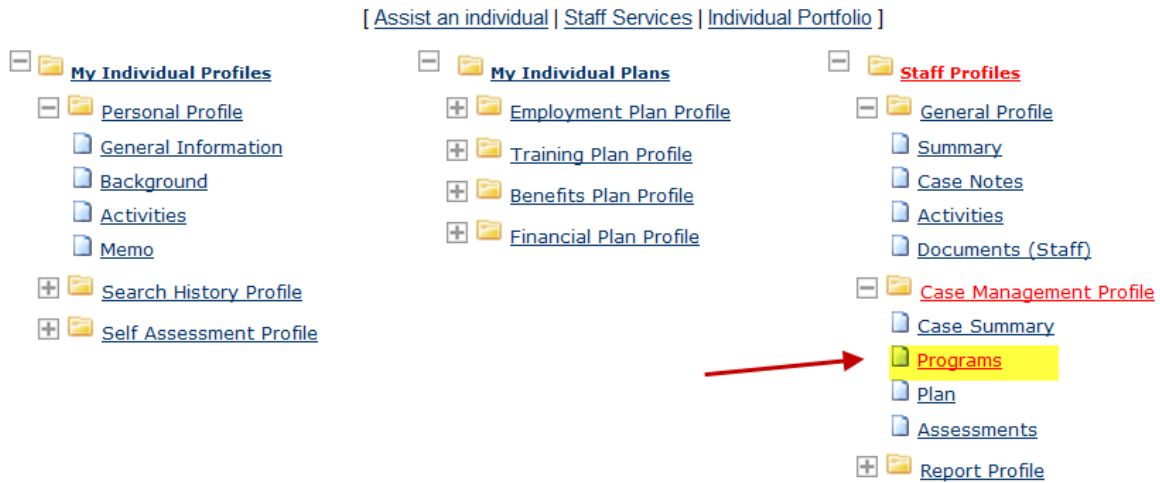 [ Assist an individual | Staff Services | Individual Portfolio ]
My Individual Profiles
Personal Profile
General Information
Background
Activities
Memo
Search History Profile
Self Assessment Profile
My Individual Plans
Employment Plan Profile
Training Plan Profile
Benefits Plan Profile
Financial Plan Profile
Staff Profiles
General Profile
Summary
Case Notes
Activities
Documents (Staff)
Case Management Profile
Case Summary
Programs
Plan
Assessments
Report Profile